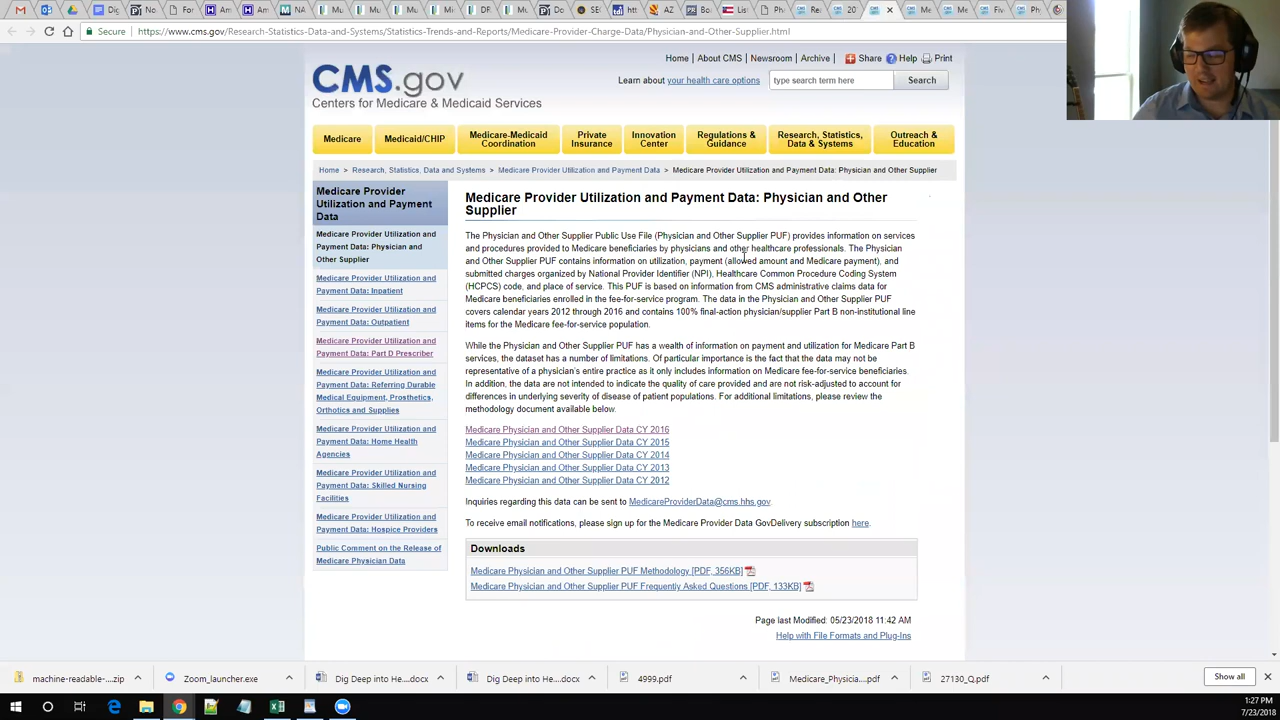 Dig
No
For
H Am
Am
H Am
NA
Mu
Mu
Mu
Mu
DF
Mu
Do
SE
htt
AZ
Bo
List
Ph
Re
20
Me
Me
Fiv
Ph
Secure https://www.cms.gov/Research-Statistics-Data-and-Systems/Statistics-Trends-and-Reports/Medicare-Provider-Charge-Data/Physician-and-Other-Supplier.html
Home | About CMS | Newsroom | Archive | Share Help Print
CMS.gov
Centers for Medicare & Medicaid Services
Learn about your health care options
type search term here
Search
Medicare
Medicaid/CHIP
Medicare-Medicaid
Coordination
Private
Insurance
Innovation
Center
Regulations &
Guidance
Research, Statistics,
Data & Systems
Outreach &
Education
Home > Research, Statistics, Data and Systems > Medicare Provider Utilization and Payment Data > Medicare Provider Utilization and Payment Data: Physician and Other Supplier
Medicare Provider
Utilization and Payment
Data
Medicare Provider Utilization and
Payment Data: Physician and
Other Supplier
Medicare Provider Utilization and
Payment Data: Inpatient
Medicare Provider Utilization and
Payment Data: Outpatient
Medicare Provider Utilization and
Payment Data: Part D Prescriber
Medicare Provider Utilization and
Payment Data: Referring Durable
Medical Equipment, Prosthetics,
Orthotics and Supplies
Medicare Provider Utilization and
Payment Data: Home Health
Agencies
Medicare Provider Utilization and
Payment Data: Skilled Nursing
Facilities
Medicare Provider Utilization and
Payment Data: Hospice Providers
Public Comment on the Release of
Medicare Physician Data
Medicare Provider Utilization and Payment Data: Physician and Other
Supplier
The Physician and Other Supplier Public Use File (Physician and Other Supplier PUF) provides information on services
and procedures provided to Medicare beneficiaries by physicians and other healthcare professionals. The Physician
and Other Supplier PUF contains information on utilization, payment (allowed amount and Medicare payment), and
submitted charges organized by National Provider Identifier (NPI), Healthcare Common Procedure Coding System
(HCPCS) code, and place of service. This PUF is based on information from CMS administrative claims data for
Medicare beneficiaries enrolled in the fee-for-service program. The data in the Physician and Other Supplier PUF
covers calendar years 2012 through 2016 and contains 100% final-action physician/supplier Part B non-institutional line
items for the Medicare fee-for-service population.
While the Physician and Other Supplier PUF has a wealth of information on payment and utilization for Medicare Part B
services, the dataset has a number of limitations. Of particular importance is the fact that the data may not be
representative of a physician's entire practice as it only includes information on Medicare fee-for-service beneficiaries.
In addition, the data are not intended to indicate the quality of care provided and are not risk-adjusted to account for
differences in underlying severity of disease of patient populations. For additional limitations, please review the
methodology document available below.
Medicare Physician and Other Supplier Data CY 2016
Medicare Physician and Other Supplier Data CY 2015
Medicare Physician and Other Supplier Data CY 2014
Medicare Physician and Other Supplier Data CY 2013
Medicare Physician and Other Supplier Data CY 2012
Inquiries regarding this data can be sent to MedicareProviderData@cms.hhs.gov.
To receive email notifications, please sign up for the Medicare Provider Data GovDelivery subscription here.
Downloads
Medicare Physician and Other Supplier PUF Methodology [PDF, 356KB]
Medicare Physician and Other Supplier PUF Frequently Asked Questions [PDF, 133KB]
Page last Modified: 05/23/2018 11:42 AM
Help with File Formats and Plug-Ins
machine-readable-....zip
Zoom_launcher.exe
Dig Deep into He....docx
Dig Deep into He....docx
4999.pdf
Medicare_Physicia....pdf
27130_Q.pdf
Show all
1:27 PM
7/23/2018